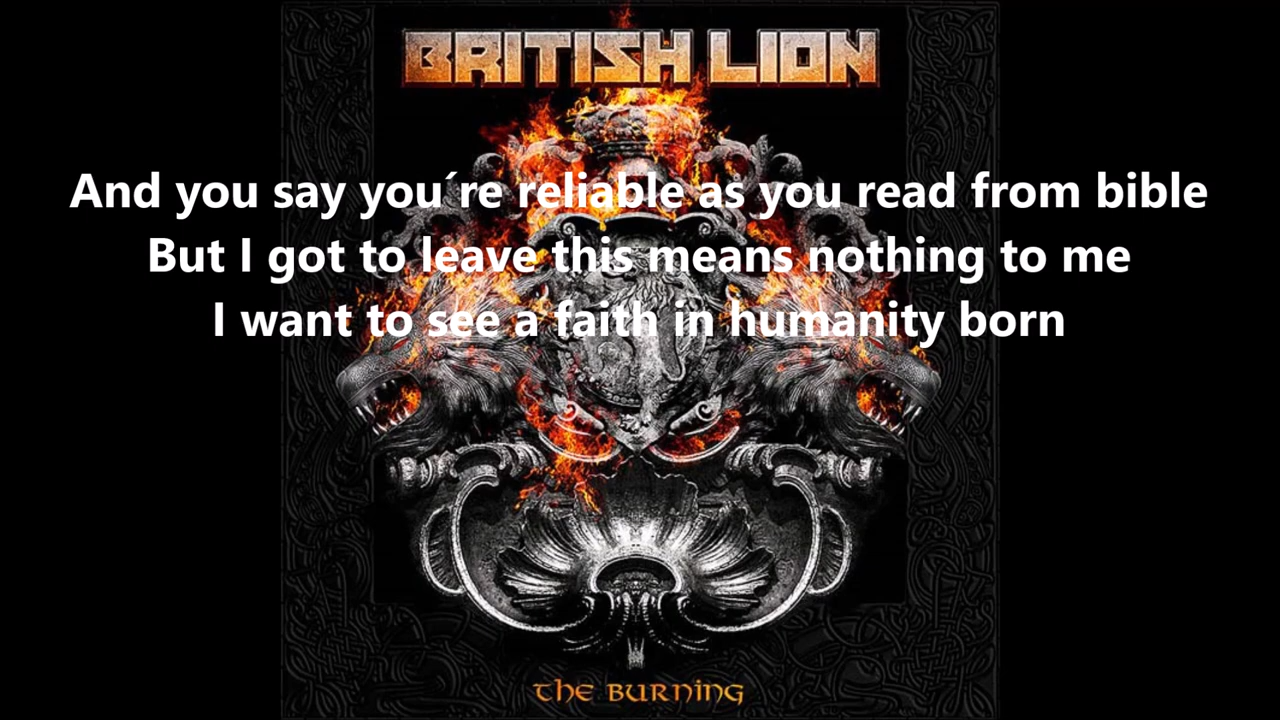 BRITISH LION
And you say you´re reliable as you read from bible
But I got to leave this means nothing to me
I want to see a faith in humanity born
the BURNING